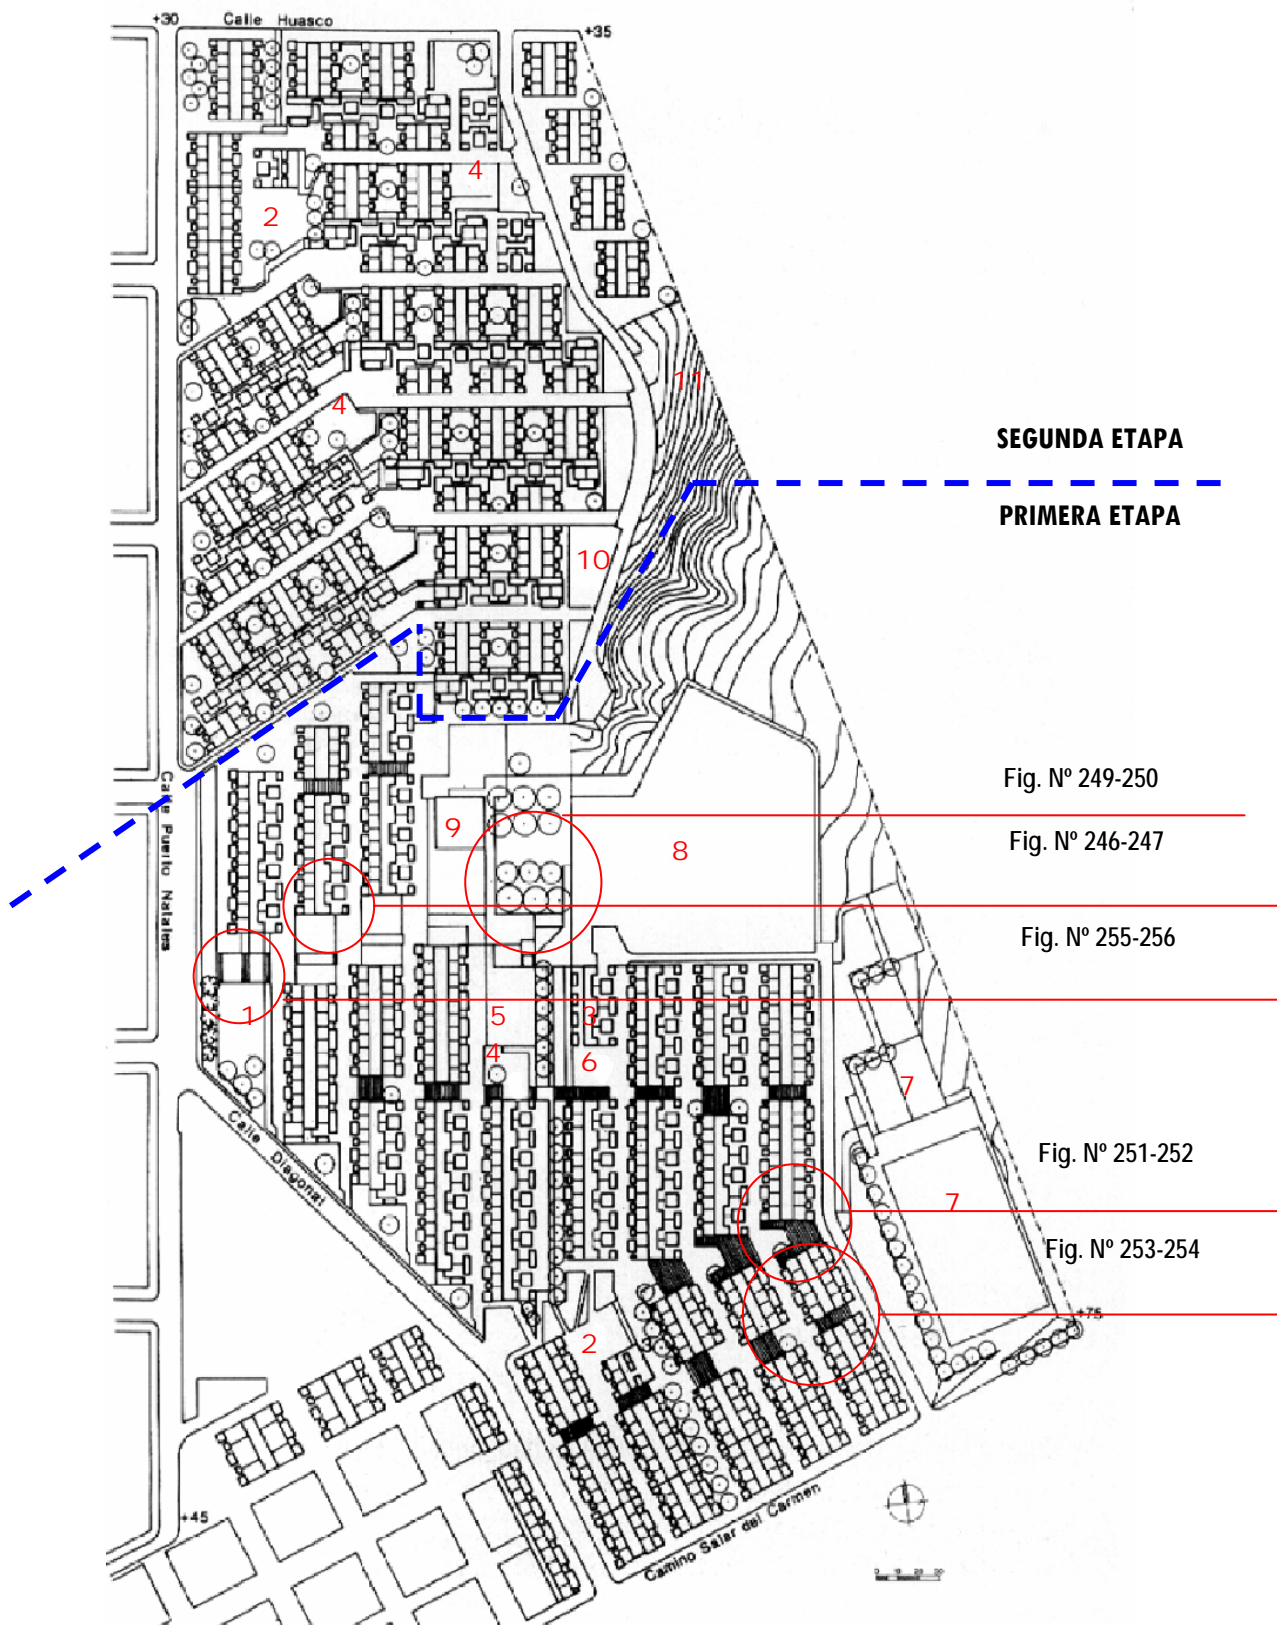 +30
Calle Huasco
+35
4
2
11
4
SEGUNDA ETAPA
PRIMERA ETAPA
10
Calle Puerto Natales
Fig. Nº 249-250
9
8
Fig. Nº 246-247
Fig. Nº 255-256
1
5
3
4
6
7
Calle Diagonal
Fig. Nº 251-252
7
Fig. Nº 253-254
+75
2
+45
Camino Salar del Carmen